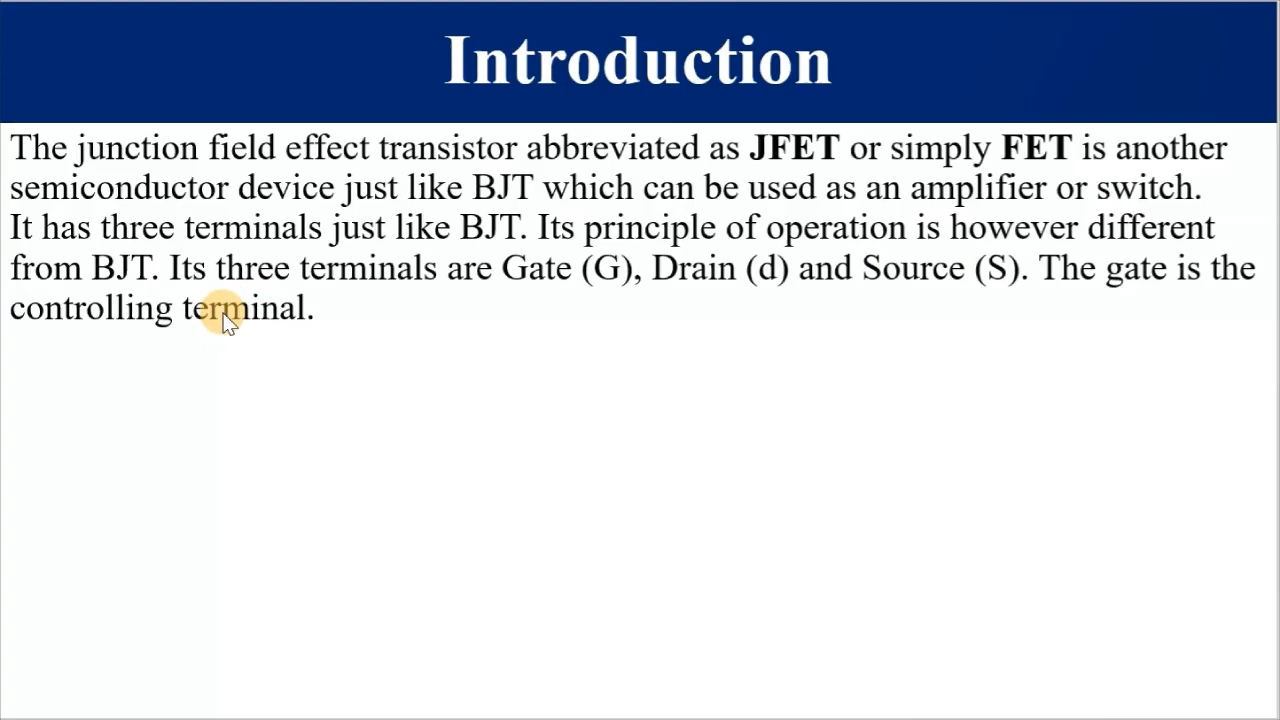 Introduction
The junction field effect transistor abbreviated as JFET or simply FET is another
semiconductor device just like BJT which can be used as an amplifier or switch.
It has three terminals just like BJT. Its principle of operation is however different
from BJT. Its three terminals are Gate (G), Drain (d) and Source (S). The gate is the
controlling terminal.